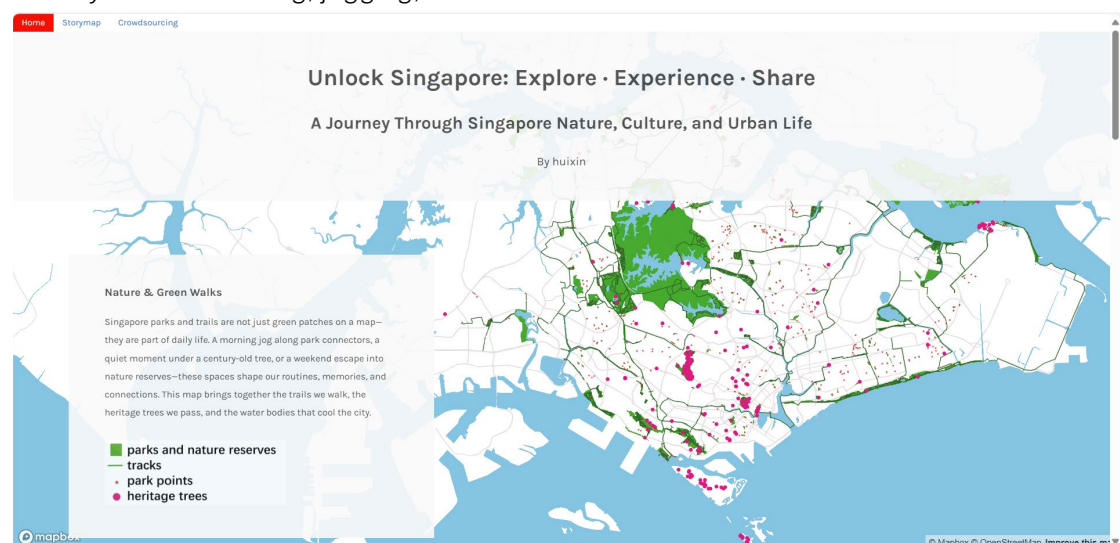 Home Storymap Crowdsourcing
Unlock Singapore: Explore · Experience · Share
A Journey Through Singapore Nature, Culture, and Urban Life
By huixin
Nature & Green Walks
Singapore parks and trails are not just green patches on a map—
they are part of daily life. A morning jog along park connectors, a
quiet moment under a century-old tree, or a weekend escape into
nature reserves—these spaces shape our routines, memories, and
connections. This map brings together the trails we walk, the
heritage trees we pass, and the water bodies that cool the city.
parks and nature reserves
tracks
park points
heritage trees
mapbox
© Mapbox © OpenStreetMap Improve this